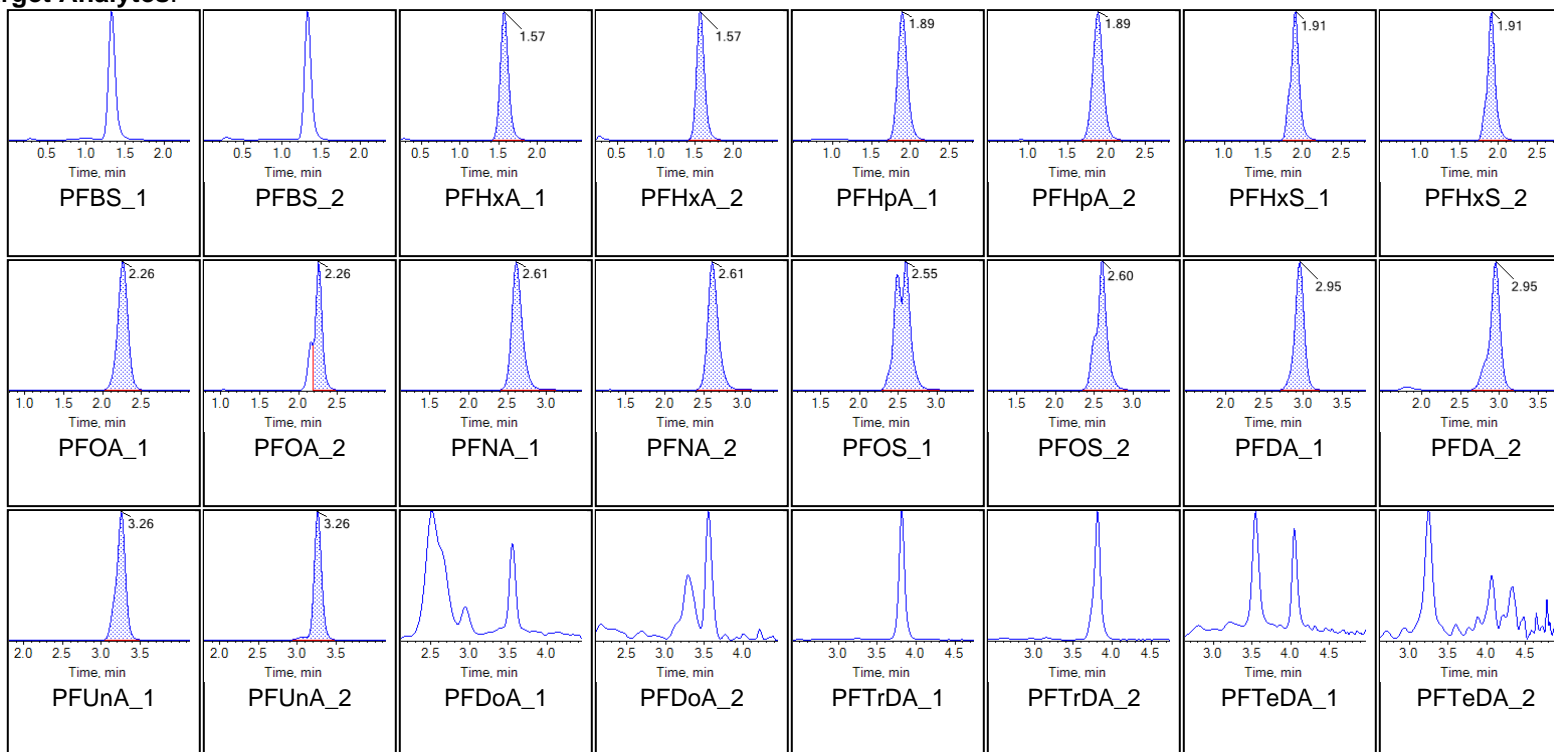 rget Analytes:
0.5 1.0 1.5 2.0
Time, min
PFBS_1
0.5 1.0 1.5 2.0
Time, min
PFBS_2
1.57
0.5 1.0 1.5 2.0
Time, min
PFHxA_1
1.57
0.5 1.0 1.5 2.0
Time, min
PFHxA_2
1.89
1.0 1.5 2.0 2.5
Time, min
PFHpA_1
1.89
1.0 1.5 2.0 2.5
Time, min
PFHpA_2
1.91
1.0 1.5 2.0 2.5
Time, min
PFHxS_1
1.91
1.0 1.5 2.0 2.5
Time, min
PFHxS_2
2.26
1.0 1.5 2.0 2.5
Time, min
PFOA_1
2.26
1.0 1.5 2.0 2.5
Time, min
PFOA_2
2.61
1.5 2.0 2.5 3.0
Time, min
PFNA_1
2.61
1.5 2.0 2.5 3.0
Time, min
PFNA_2
2.55
1.5 2.0 2.5 3.0
Time, min
PFOS_1
2.60
1.5 2.0 2.5 3.0
Time, min
PFOS_2
2.95
2.0 2.5 3.0 3.5
Time, min
PFDA_1
2.95
2.0 2.5 3.0 3.5
Time, min
PFDA_2
3.26
2.0 2.5 3.0 3.5
Time, min
PFUnA_1
3.26
2.0 2.5 3.0 3.5
Time, min
PFUnA_2
2.5 3.0 3.5 4.0
Time, min
PFDoA_1
2.5 3.0 3.5 4.0
Time, min
PFDoA_2
3.0 3.5 4.0 4.5
Time, min
PFTrDA_1
3.0 3.5 4.0 4.5
Time, min
PFTrDA_2
3.0 3.5 4.0 4.5
Time, min
PFTeDA_1
3.0 3.5 4.0 4.5
Time, min
PFTeDA_2